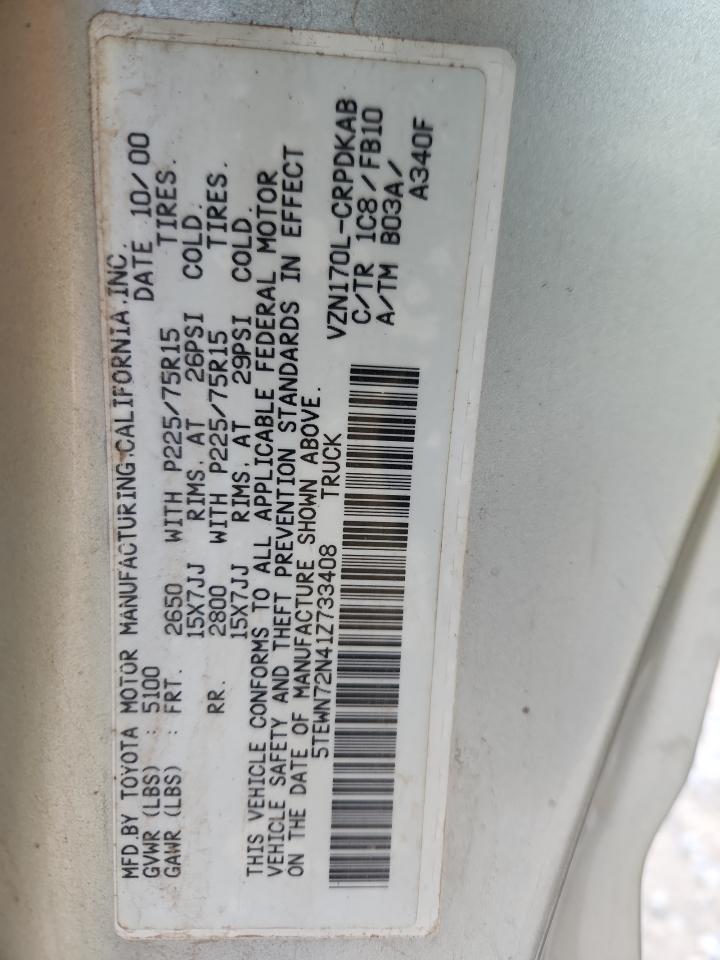 MFD.BY TOYOTA MOTOR MANUFACTURING,CALIFORNIA,INC.
GVWR (LBS) : 5100 DATE 10/00
GAWR (LBS) : FRT. 2650 WITH P225/75R15 TIRES.
15X7JJ RIMS, AT 26PSI COLD.
RR. 2800 WITH P225/75R15 TIRES.
15X7JJ RIMS, AT 29PSI COLD.
THIS VEHICLE CONFORMS TO ALL APPLICABLE FEDERAL MOTOR
VEHICLE SAFETY AND THEFT PREVENTION STANDARDS IN EFFECT
ON THE DATE OF MANUFACTURE SHOWN ABOVE.
5TEWN72N41Z733408 TRUCK
VZN170L-CRPDKAB
C/TR 1C8/FB10
A/TM B03A/
A340F